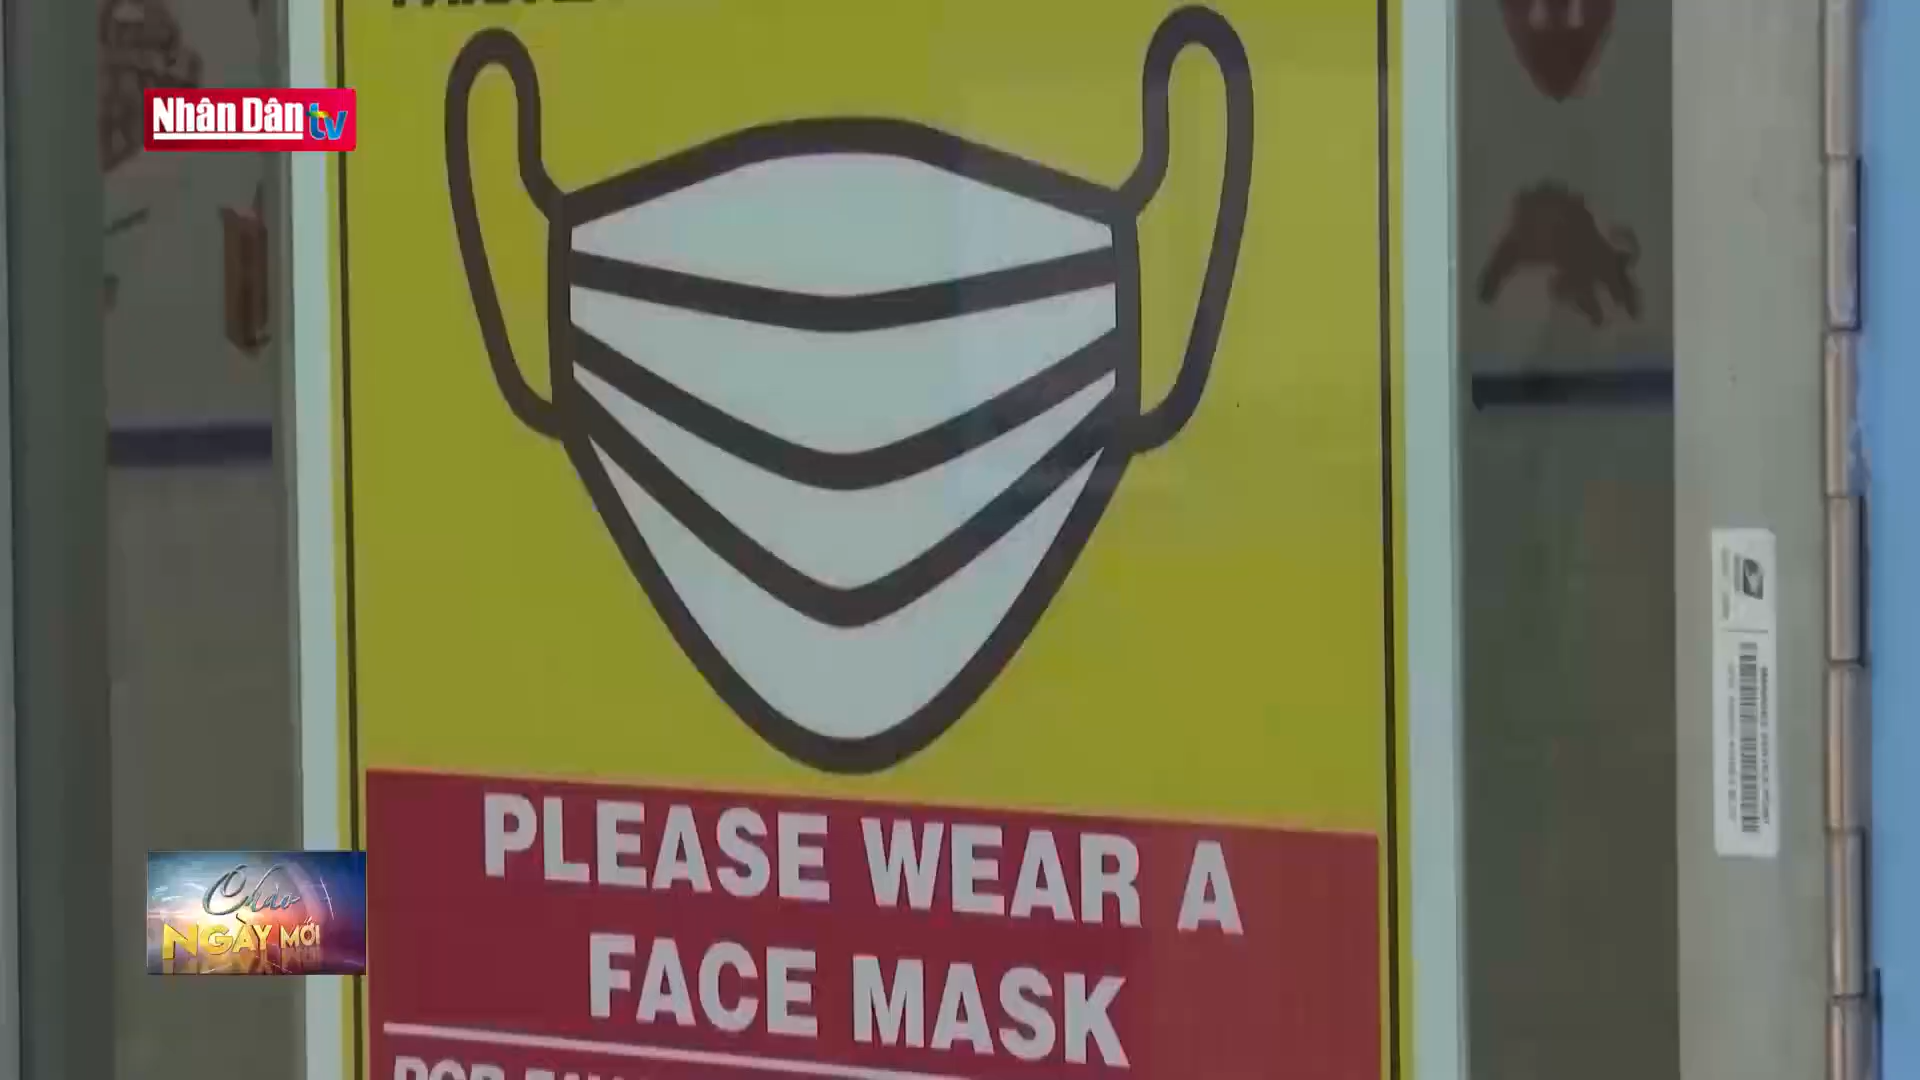 Nhân Dân tv
PLEASE WEAR A
FACE MASK
Chào
NGÀY MỚI